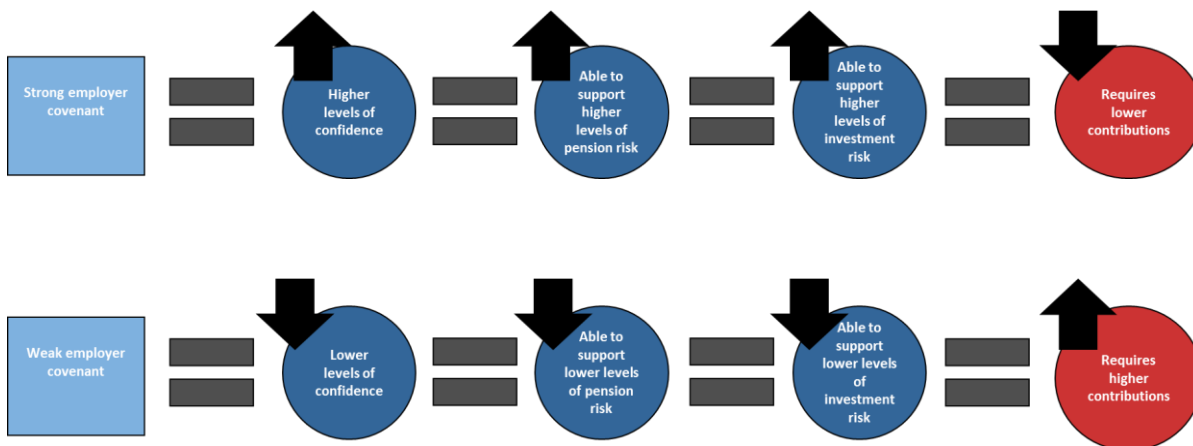 Strong employer
covenant
Higher
levels of
confidence
Able to
support
higher
levels of
pension risk
Able to
support
higher
levels of
investment
risk
Requires
lower
contributions
Weak employer
covenant
Lower
levels of
confidence
Able to
support
lower levels
of pension
risk
Able to
support
lower levels
of
investment
risk
Requires
higher
contributions